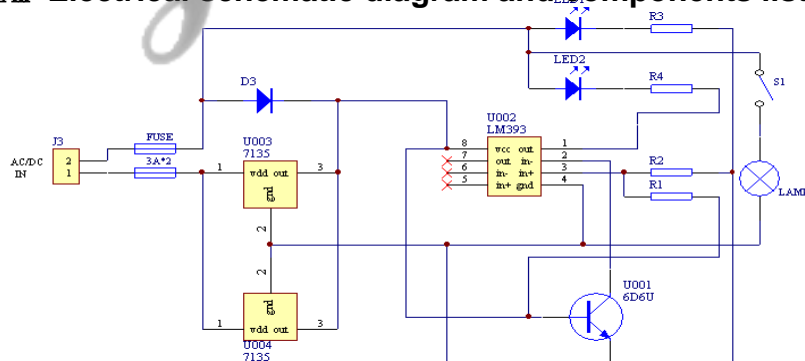 Electrical schematic diagram and components list
LED2
R3
R4
S1
D3
U002
LM393
J3
AC/DC
IN
2
1
FUSE
3A*2
U003
7135
1
vdd out
3
gnd
2
8
7
6
5
vcc out
out in-
in- in+
in+ gnd
1
2
3
4
R2
R1
LAMP
2
gnd
1
vdd out
3
U004
7135
U001
6D6U